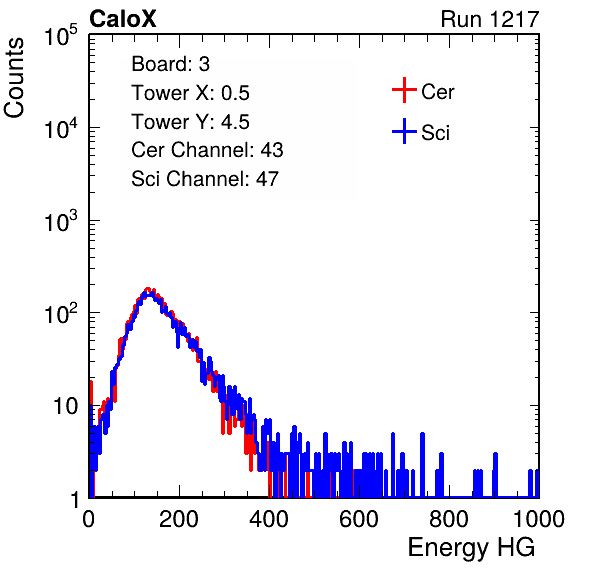 CaloX Run 1217
Counts
10^5
10^4
10^3
10^2
10
1
Board: 3
Tower X: 0.5
Tower Y: 4.5
Cer Channel: 43
Sci Channel: 47
Cer
Sci
0 200 400 600 800 1000
Energy HG